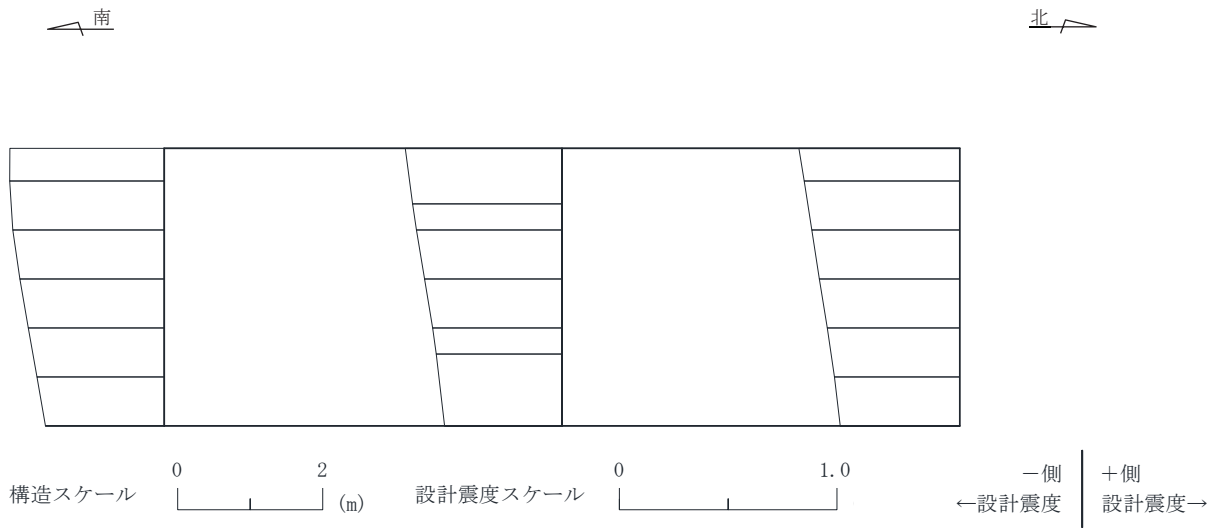 南
北
0 2
構造スケール (m)
0 1.0
設計震度スケール
－側 ＋側
←設計震度 設計震度→